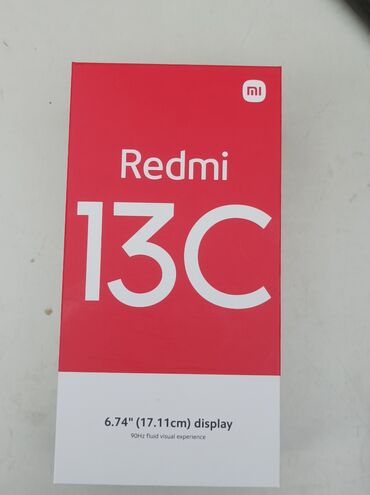 mi
Redmi
13C
6.74" (17.11cm) display
90Hz fluid visual experience